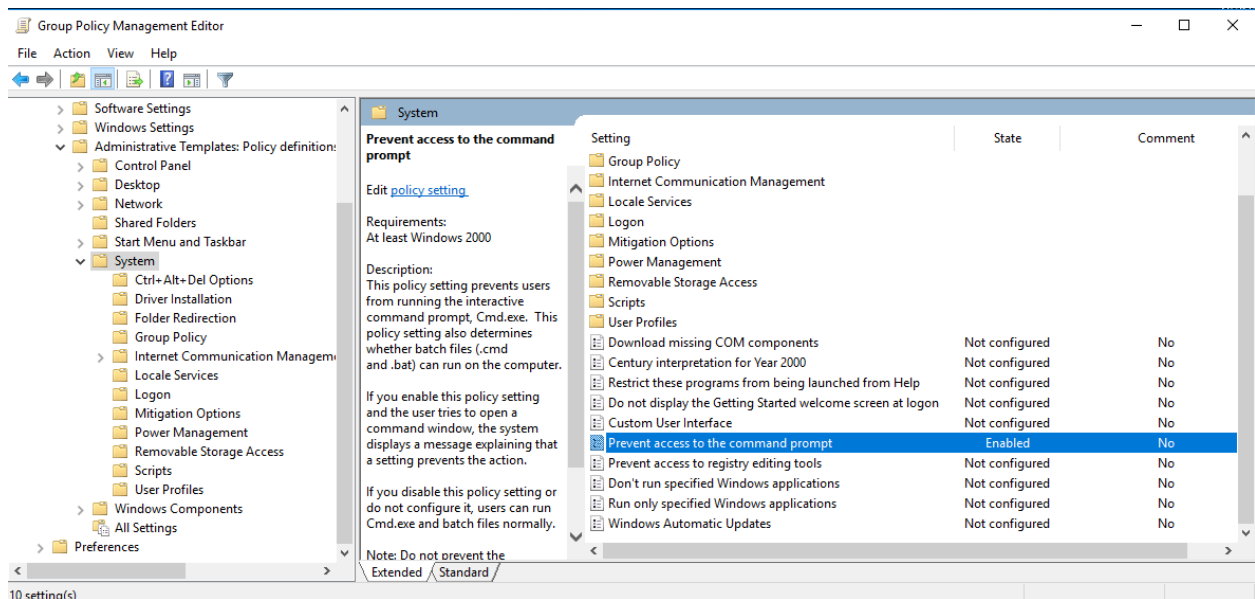 Group Policy Management Editor
File Action View Help
Software Settings
Windows Settings
Administrative Templates: Policy definition
Control Panel
Desktop
Network
Shared Folders
Start Menu and Taskbar
System
Ctrl+Alt+Del Options
Driver Installation
Folder Redirection
Group Policy
Internet Communication Managem
Locale Services
Logon
Mitigation Options
Power Management
Removable Storage Access
Scripts
User Profiles
Windows Components
All Settings
Preferences
System
Prevent access to the command
prompt
Edit policy setting
Requirements:
At least Windows 2000
Description:
This policy setting prevents users
from running the interactive
command prompt, Cmd.exe. This
policy setting also determines
whether batch files (.cmd
and .bat) can run on the computer.
If you enable this policy setting
and the user tries to open a
command window, the system
displays a message explaining that
a setting prevents the action.
If you disable this policy setting or
do not configure it, users can run
Cmd.exe and batch files normally.
Note: Do not prevent the
Setting State Comment
Group Policy
Internet Communication Management
Locale Services
Logon
Mitigation Options
Power Management
Removable Storage Access
Scripts
User Profiles
Download missing COM components Not configured No
Century interpretation for Year 2000 Not configured No
Restrict these programs from being launched from Help Not configured No
Do not display the Getting Started welcome screen at logon Not configured No
Custom User Interface Not configured No
Prevent access to the command prompt Enabled No
Prevent access to registry editing tools Not configured No
Don't run specified Windows applications Not configured No
Run only specified Windows applications Not configured No
Windows Automatic Updates Not configured No
Extended Standard
10 setting(s)